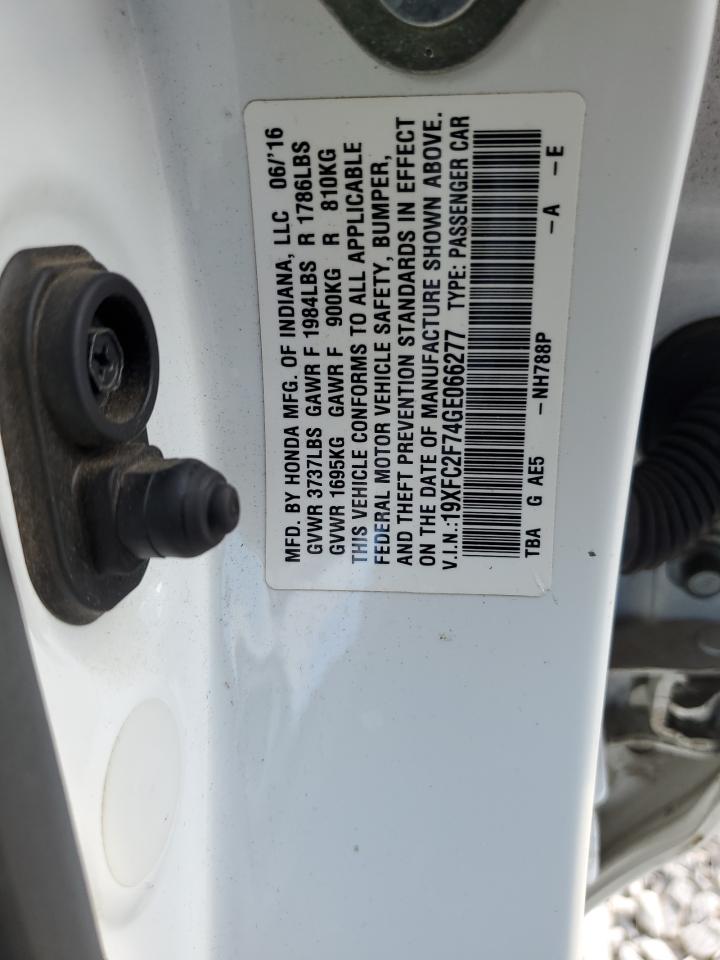 MFD. BY HONDA MFG. OF INDIANA, LLC 06/'16
GVWR 3737LBS GAWR F 1984LBS R 1786LBS
GVWR 1695KG GAWR F 900KG R 810KG
THIS VEHICLE CONFORMS TO ALL APPLICABLE
FEDERAL MOTOR VEHICLE SAFETY, BUMPER,
AND THEFT PREVENTION STANDARDS IN EFFECT
ON THE DATE OF MANUFACTURE SHOWN ABOVE.
V.I.N.:19XFC2F74GE066277 TYPE: PASSENGER CAR
TBA G AE5 -NH788P -A -E